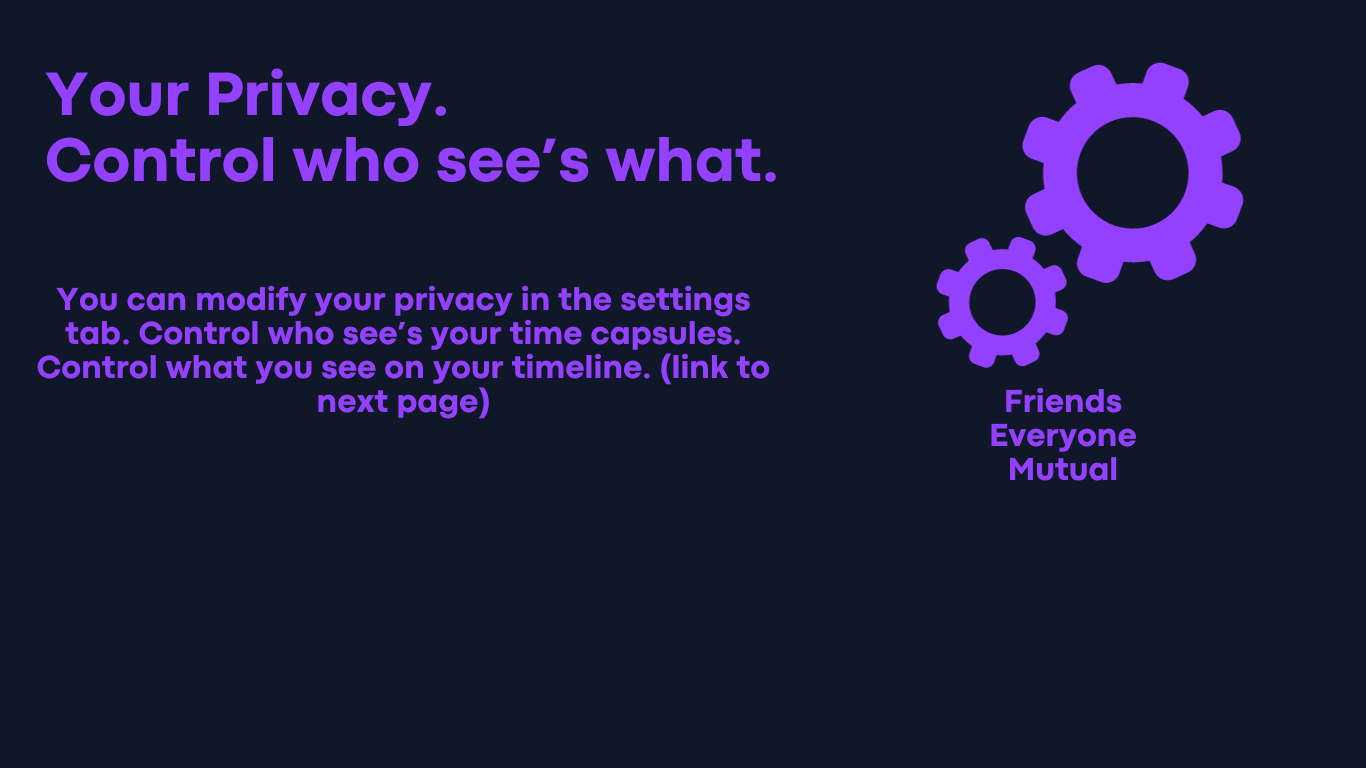 Your Privacy.
Control who see’s what.
You can modify your privacy in the settings
tab. Control who see’s your time capsules.
Control what you see on your timeline. (link to
next page)
Friends
Everyone
Mutual